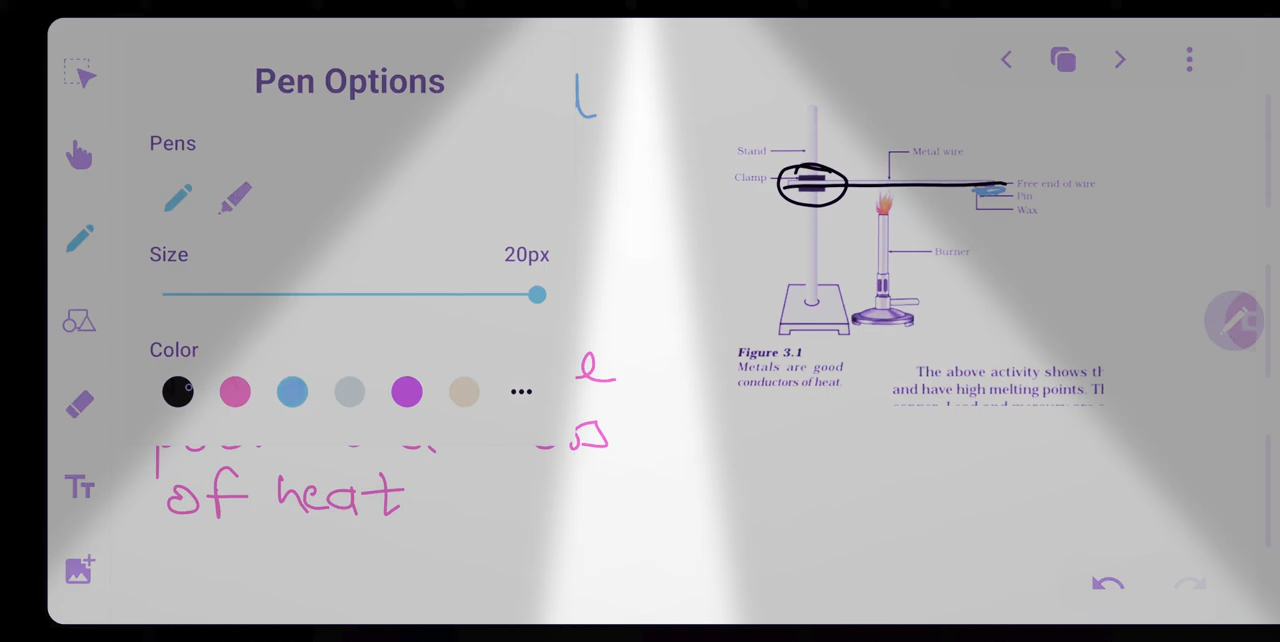 Pen Options
Pens
Size 20px
Color
of heat
Stand
Clamp
Metal wire
Free end of wire
Pin
Wax
Burner
Figure 3.1
Metals are good
conductors of heat.
The above activity shows th
and have high melting points. Th